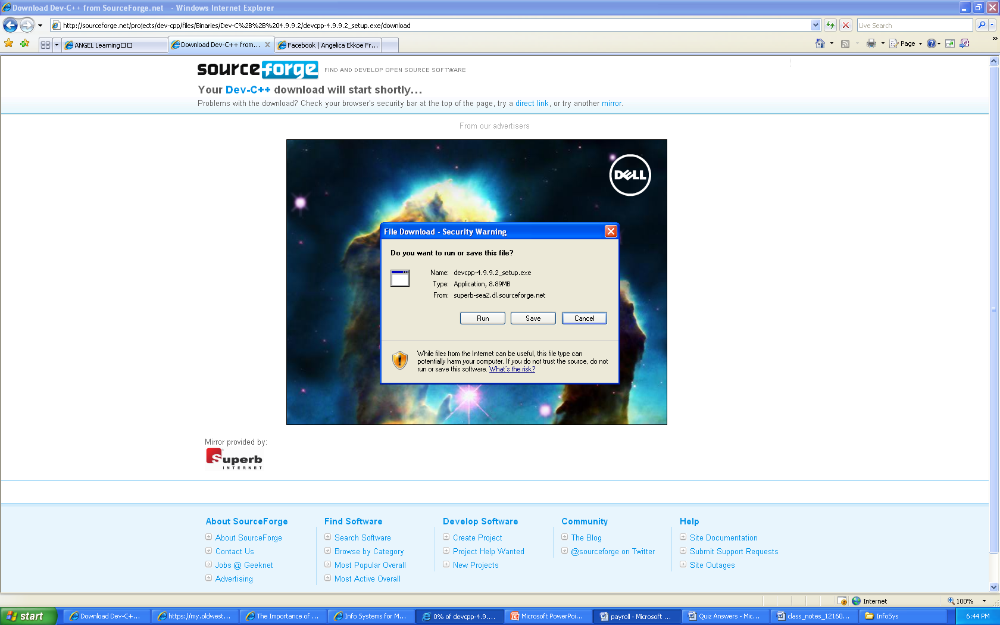 Download Dev-C++ from SourceForge.net - Windows Internet Explorer
http://sourceforge.net/projects/dev-cpp/files/Binaries/Dev-C%2B%2B%204.9.9.2/devcpp-4.9.9.2_setup.exe/download
Live Search
ANGEL Learning
Download Dev-C++ from...
Facebook | Angelica Ekkoe Fr...
Page
sourceforge FIND AND DEVELOP OPEN SOURCE SOFTWARE
Your Dev-C++ download will start shortly...
Problems with the download? Check your browser's security bar at the top of the page, try a direct link, or try another mirror.
From our advertisers
DELL
File Download - Security Warning
Do you want to run or save this file?
Name: devcpp-4.9.9.2_setup.exe
Type: Application, 8.89MB
From: superb-sea2.dl.sourceforge.net
Run Save Cancel
While files from the Internet can be useful, this file type can
potentially harm your computer. If you do not trust the source, do not
run or save this software. What's the risk?
Mirror provided by:
Superb
INTERNET
About SourceForge
About SourceForge
Contact Us
Jobs @ Geeknet
Advertising
Find Software
Search Software
Browse by Category
Most Popular Overall
Most Active Overall
Develop Software
Create Project
Project Help Wanted
New Projects
Community
The Blog
@sourceforge on Twitter
Help
Site Documentation
Submit Support Requests
Site Outages
Internet
100%
start
Download Dev-C+...
https://my.oldwest...
The Importance of ...
Info Systems for M...
0% of devcpp-4.9....
Microsoft PowerPoi...
payroll - Microsoft ...
Quiz Answers - Mic...
class_notes_12160...
InfoSys
6:44 PM